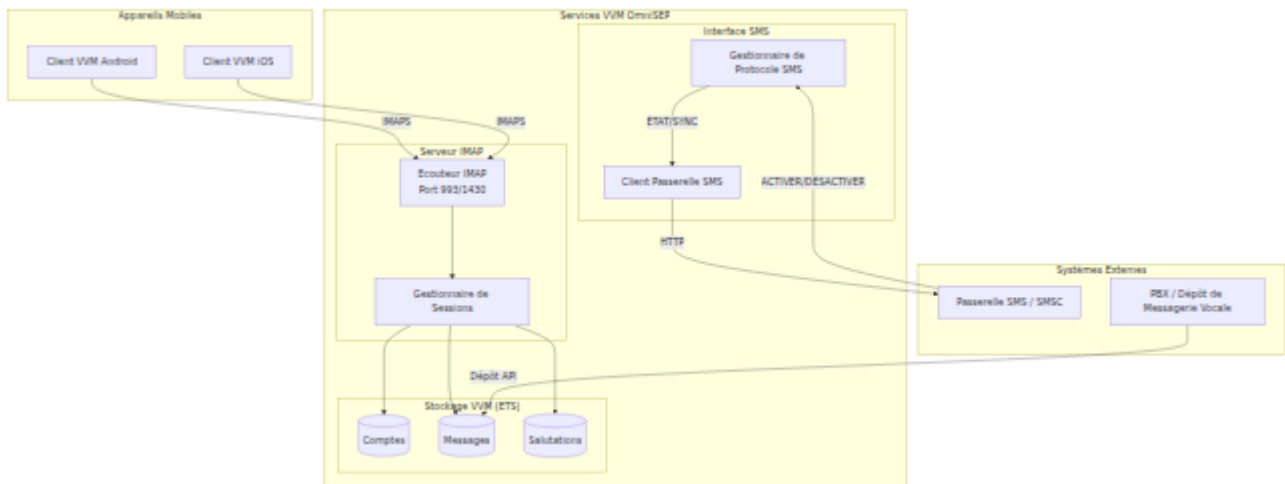 Appareils Mobiles
Client VVM Android
Client VVM iOS
Services VVM OmniSEP
Interface SMS
Gestionnaire de
Protocole SMS
IMAPS
IMAPS
ETAT/SYNC
Serveur IMAP
Ecouteur IMAP
Port 993/1430
Client Passerelle SMS
ACTIVER/DESACTIVER
HTTP
Gestionnaire de
Sessions
Systèmes Externes
Passerelle SMS / SMSC
PBX / Dépôt de
Messagerie Vocale
Dépôt API
Stockage VVM (ETS)
Comptes
Messages
Salutations